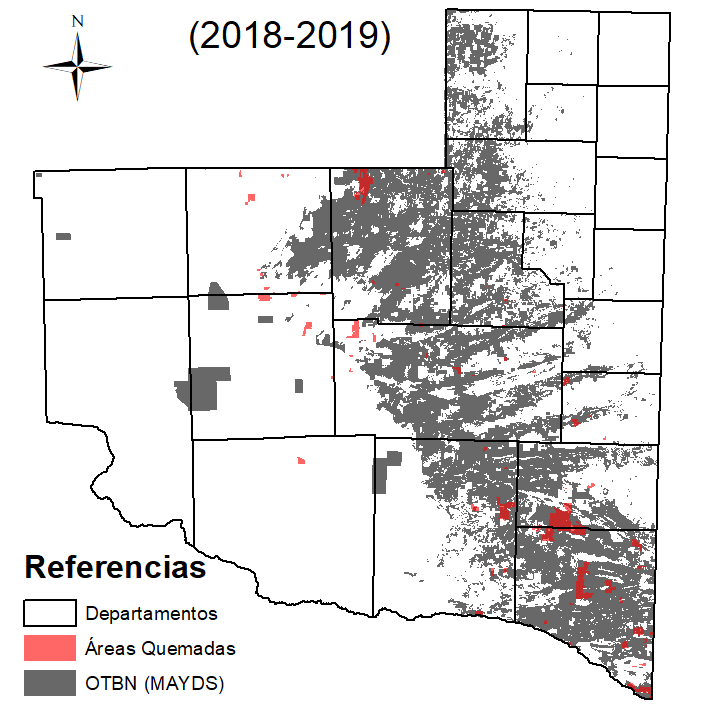 N
(2018-2019)
Referencias
Departamentos
Áreas Quemadas
OTBN (MAYDS)